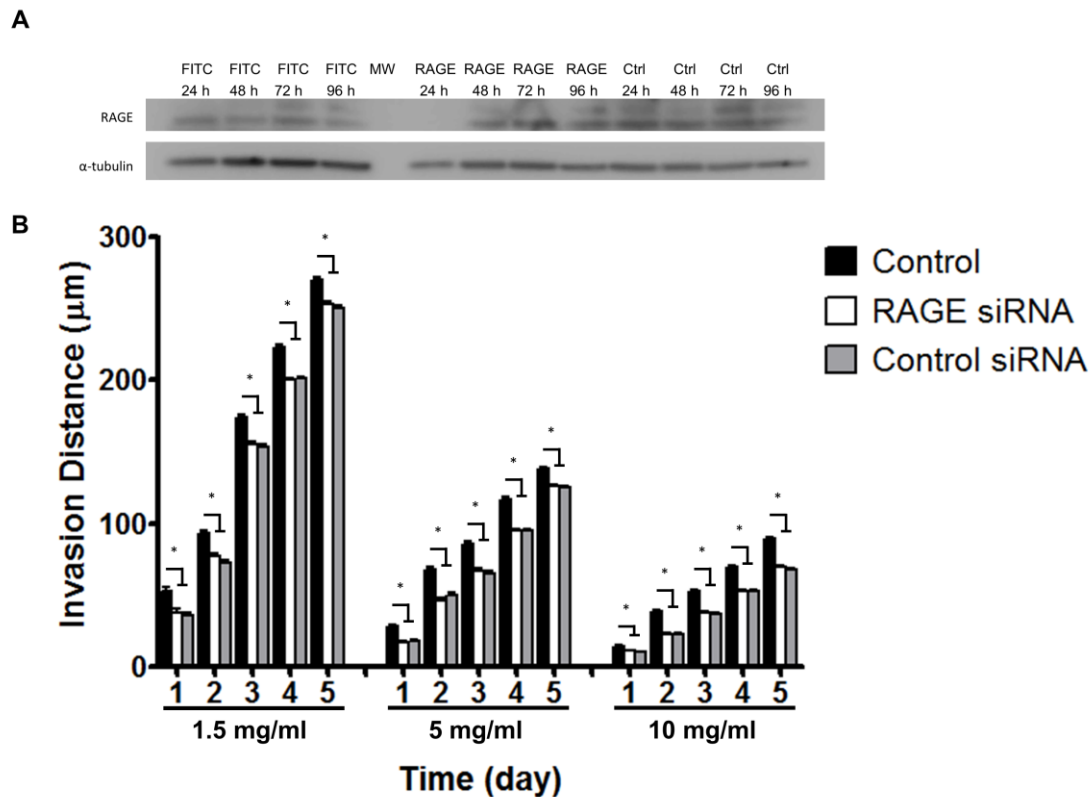 A
FITC FITC FITC FITC MW RAGE RAGE RAGE RAGE Ctrl Ctrl Ctrl Ctrl
24 h 48 h 72 h 96 h 24 h 48 h 72 h 96 h 24 h 48 h 72 h 96 h
RAGE
α-tubulin
B
300
200
100
0
Invasion Distance (μm)
* * * * * * * * * * * * * * *
Control
RAGE siRNA
Control siRNA
1 2 3 4 5 1 2 3 4 5 1 2 3 4 5
1.5 mg/ml 5 mg/ml 10 mg/ml
Time (day)